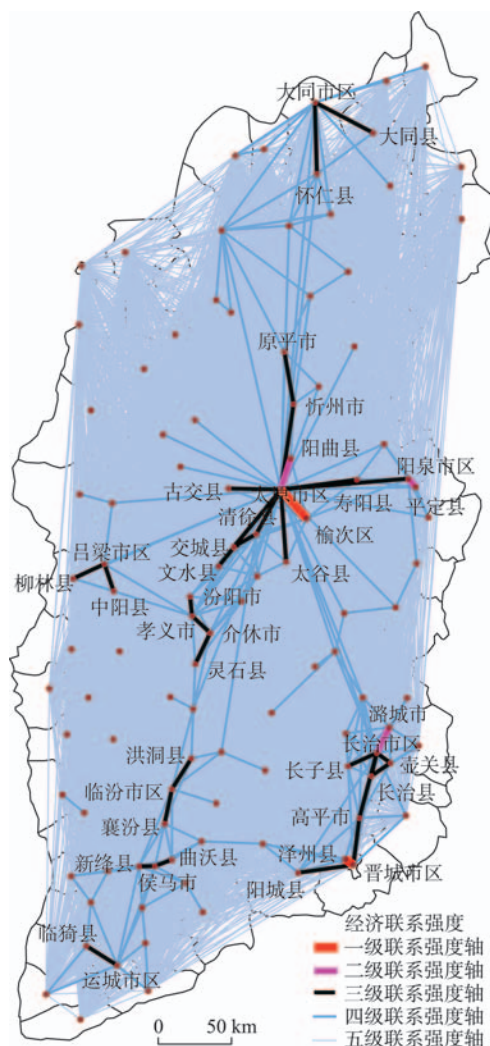 大同市区
大同县
怀仁县
原平市
忻州市
阳曲县
阳泉市区
古交县
太原市区
寿阳县
平定县
清徐县
榆次区
交城县
吕梁市区
文水县
太谷县
柳林县
中阳县
汾阳市
孝义市
介休市
灵石县
潞城市
洪洞县
长治市区
长子县
壶关县
临汾市区
长治县
襄汾县
高平市
新绛县
曲沃县
泽州县
侯马市
阳城县
晋城市区
临猗县
运城市区
经济联系强度
一级联系强度轴
二级联系强度轴
三级联系强度轴
四级联系强度轴
五级联系强度轴
0 50 km